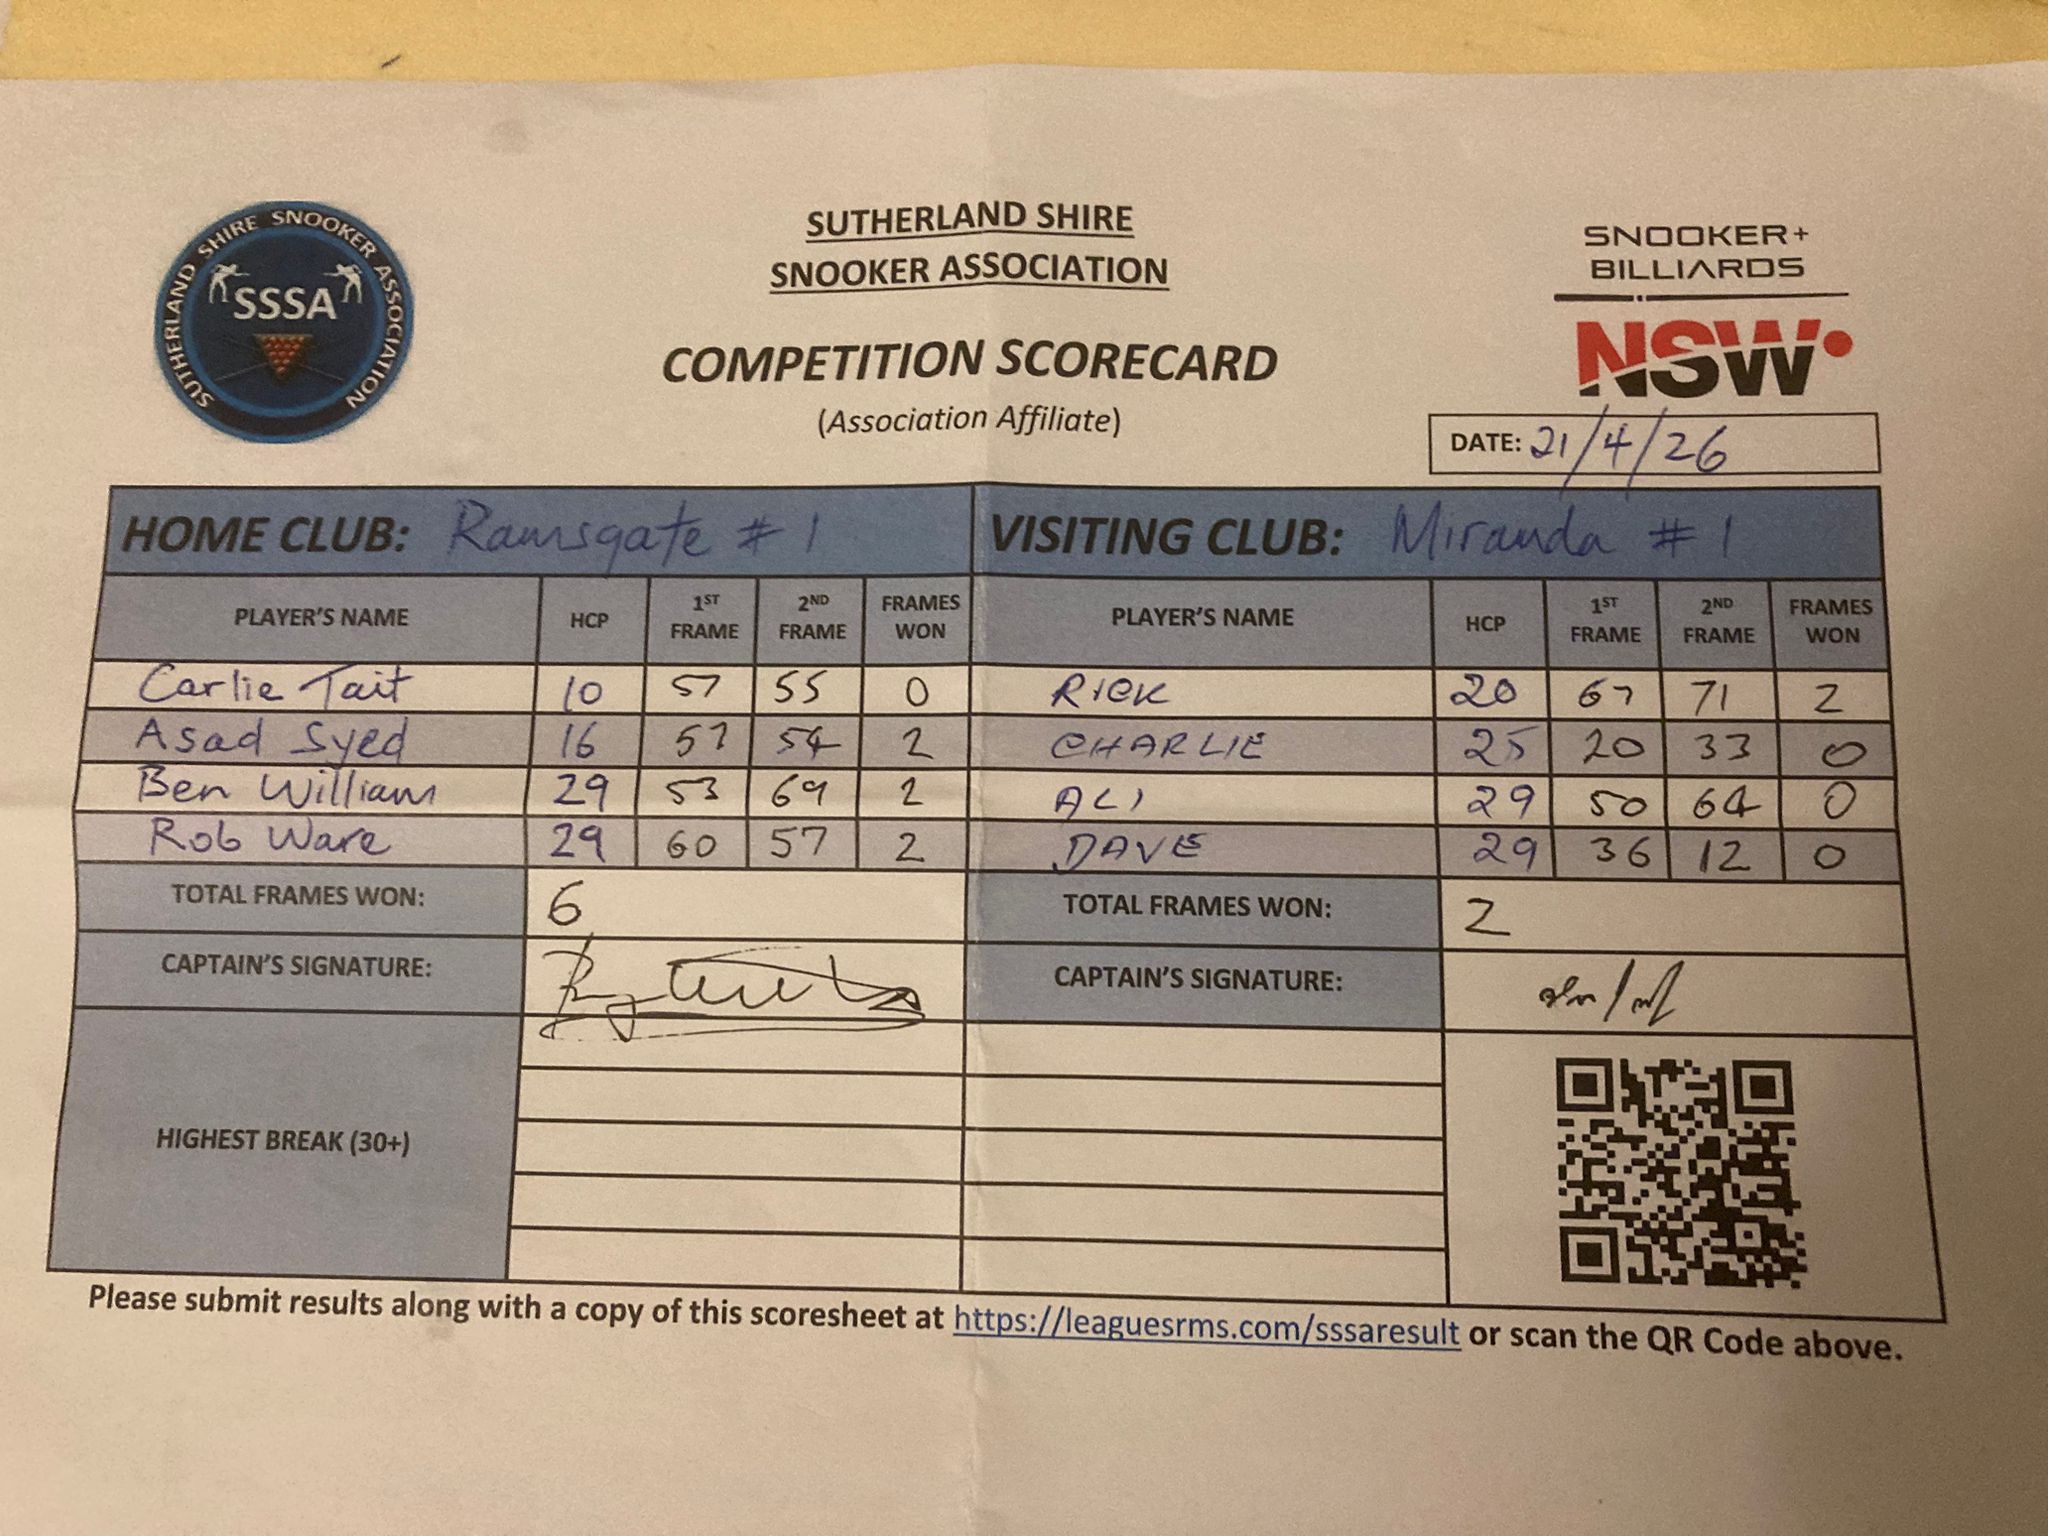 SUTHERLAND SHIRE SNOOKER ASSOCIATION
SSSA
SUTHERLAND SHIRE
SNOOKER ASSOCIATION
COMPETITION SCORECARD
(Association Affiliate)
SNOOKER+
BILLIARDS
NSW
DATE: 21/4/26
HOME CLUB: Ramsgate # 1 VISITING CLUB: Miranda # 1
PLAYER'S NAME HCP 1ST FRAME 2ND FRAME FRAMES WON PLAYER'S NAME HCP 1ST FRAME 2ND FRAME FRAMES WON
Carlie Tait 10 57 55 0 RICK 20 67 71 2
Asad Syed 16 57 54 2 CHARLIE 25 20 33 0
Ben William 29 53 69 2 ALI 29 50 64 0
Rob Ware 29 60 57 2 DAVE 29 36 12 0
TOTAL FRAMES WON: 6 TOTAL FRAMES WON: 2
CAPTAIN'S SIGNATURE: CAPTAIN'S SIGNATURE:
HIGHEST BREAK (30+)
Please submit results along with a copy of this scoresheet at https://leaguesrms.com/sssaresult or scan the QR Code above.